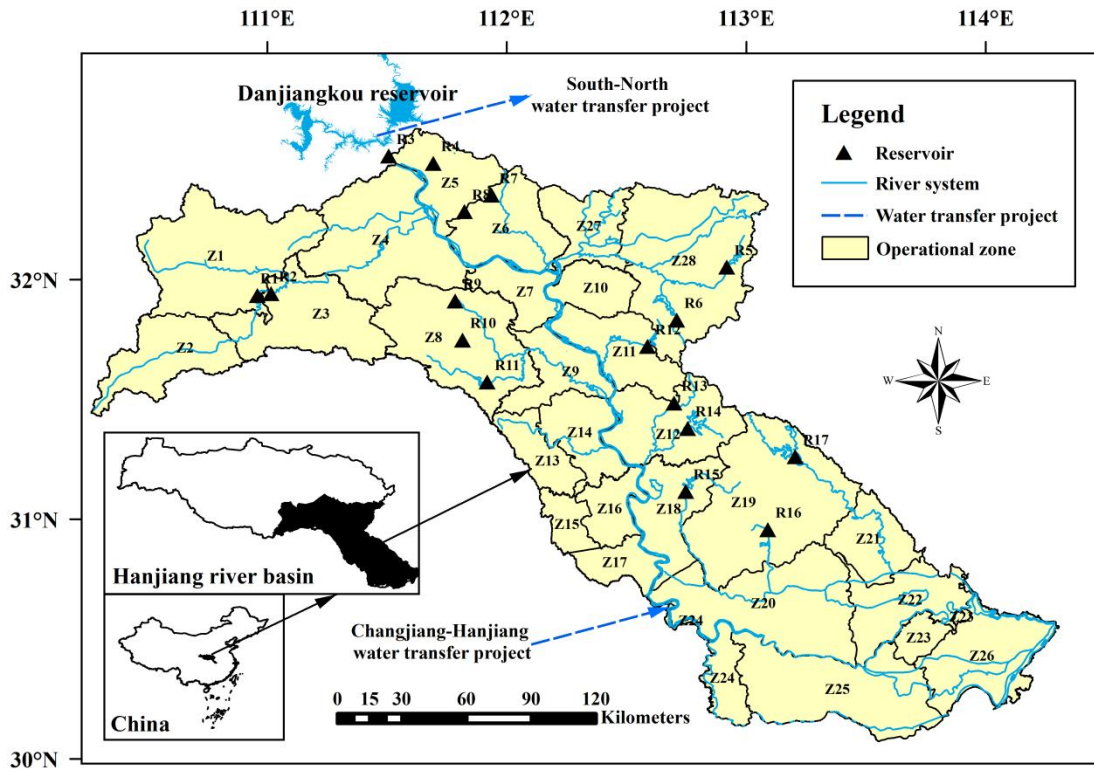 111°E
112°E
113°E
114°E
32°N
31°N
30°N
Danjiangkou reservoir
South-North
water transfer project
Legend
Reservoir
River system
Water transfer project
Operational zone
R3
R4
Z5
R7
R8
Z6
Z27
Z4
Z1
Z28
R5
R1
R2
R9
Z7
Z10
Z3
R6
Z2
Z8
R10
Z11
R12
R11
Z9
N
W
E
S
R13
R14
Z14
Z12
Z13
R17
R15
Z16
Z18
Z19
R16
Z15
Z21
Z17
Z20
Z22
Z24
Z23
Z23
Z26
Z24
Z25
Hanjiang river basin
China
Changjiang-Hanjiang
water transfer project
0 15 30 60 90 120
Kilometers